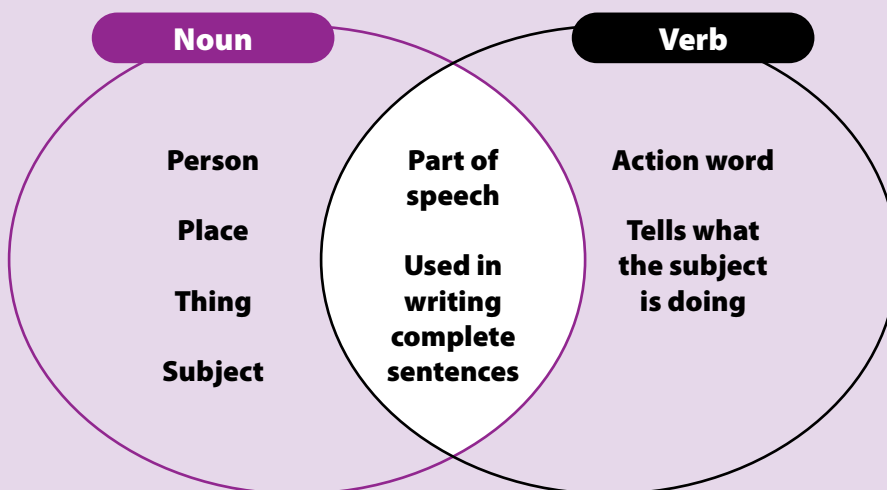 Noun
Person
Place
Thing
Subject
Part of
speech
Used in
writing
complete
sentences
Verb
Action word
Tells what
the subject
is doing